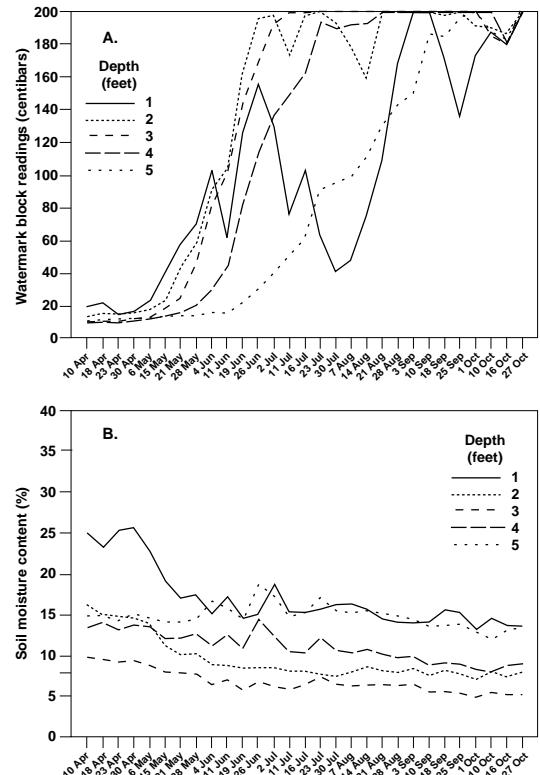 Watermark block readings (centibars)
200
180
160
140
120
100
80
60
40
20
0
A.
Depth
(feet)
1
2
3
4
5
10 Apr
18 Apr
23 Apr
30 Apr
6 May
15 May
21 May
28 May
4 Jun
11 Jun
19 Jun
26 Jun
2 Jul
11 Jul
16 Jul
23 Jul
30 Jul
7 Aug
14 Aug
21 Aug
28 Aug
3 Sep
10 Sep
18 Sep
25 Sep
1 Oct
10 Oct
16 Oct
27 Oct
Soil moisture content (%)
40
35
30
25
20
15
10
5
0
B.
Depth
(feet)
1
2
3
4
5
10 Apr
18 Apr
23 Apr
30 Apr
6 May
15 May
21 May
28 May
4 Jun
11 Jun
19 Jun
26 Jun
2 Jul
11 Jul
16 Jul
23 Jul
30 Jul
7 Aug
14 Aug
21 Aug
28 Aug
3 Sep
10 Sep
18 Sep
25 Sep
1 Oct
10 Oct
16 Oct
27 Oct